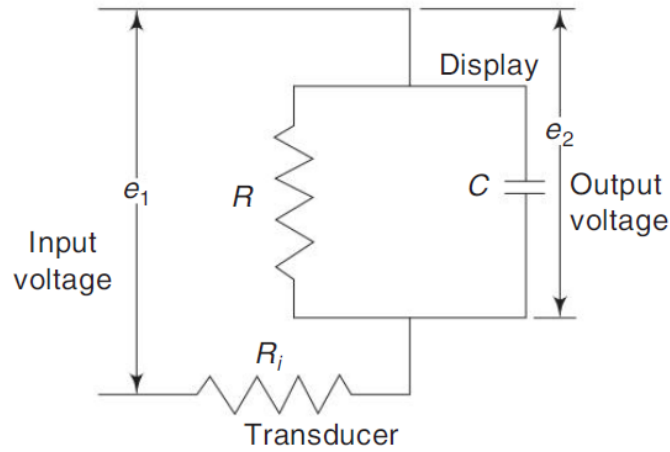 Display
e1
e2
R
C
Input
voltage
Output
voltage
Ri
Transducer